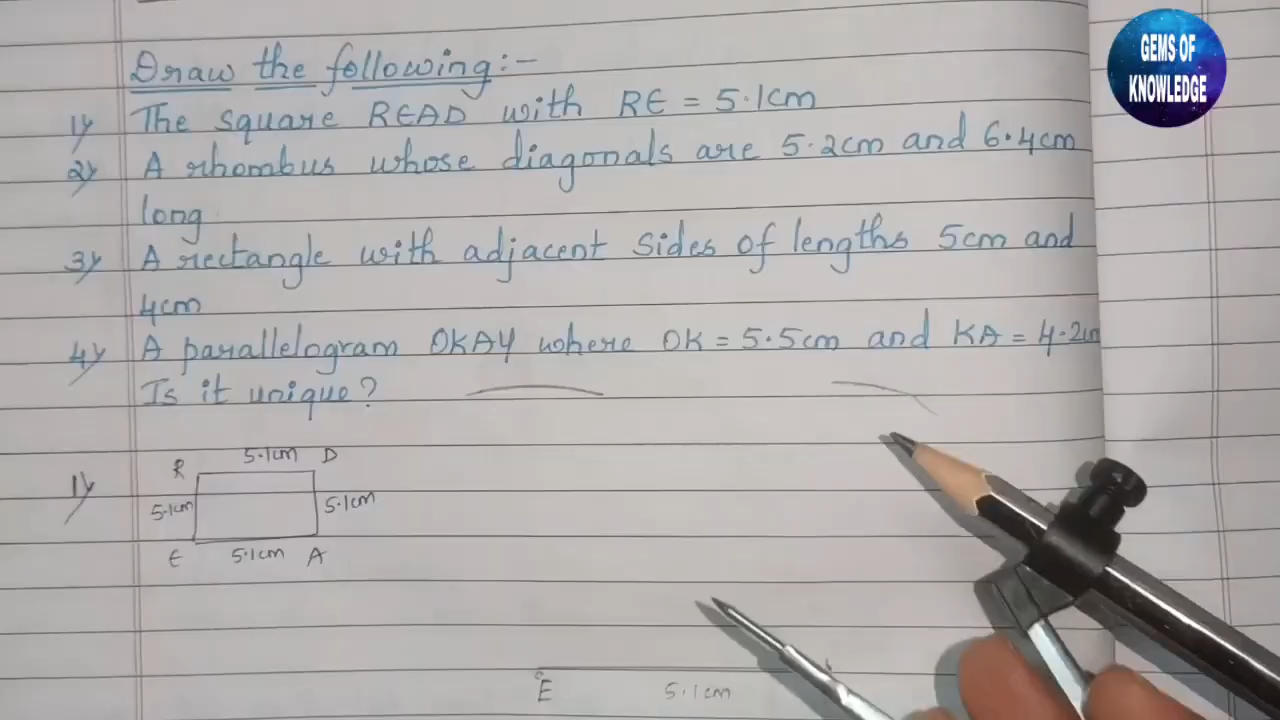 GEMS OF
KNOWLEDGE
Draw the following:-
1) The square READ with RE = 5.1cm
2) A rhombus whose diagonals are 5.2cm and 6.4cm
long
3) A rectangle with adjacent sides of lengths 5cm and
4cm
4) A parallelogram OKAY where OK = 5.5cm and KA = 4.2cm
Is it unique?
1)
R 5.1cm D
5.1cm 5.1cm
E 5.1cm A
E 5.1cm